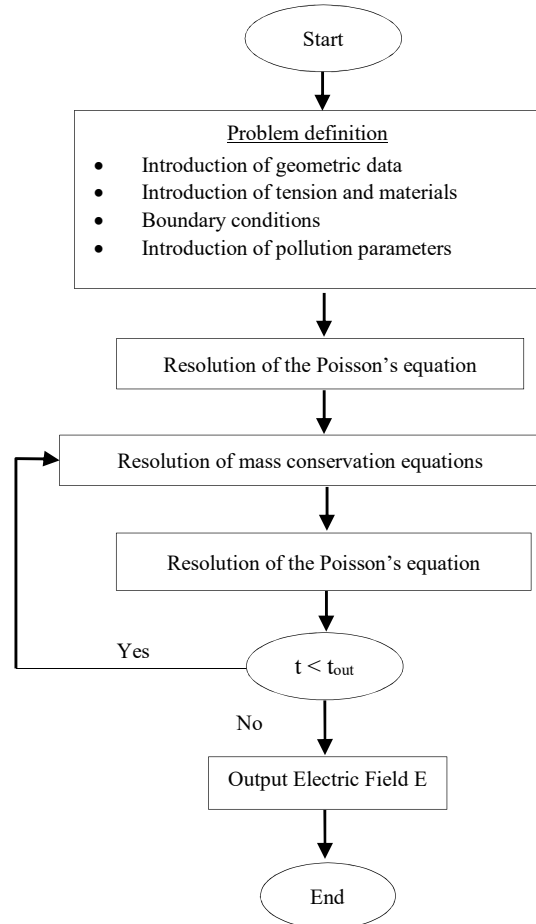 Start
Problem definition
• Introduction of geometric data
• Introduction of tension and materials
• Boundary conditions
• Introduction of pollution parameters
Resolution of the Poisson’s equation
Resolution of mass conservation equations
Resolution of the Poisson’s equation
Yes
t < tout
No
Output Electric Field E
End